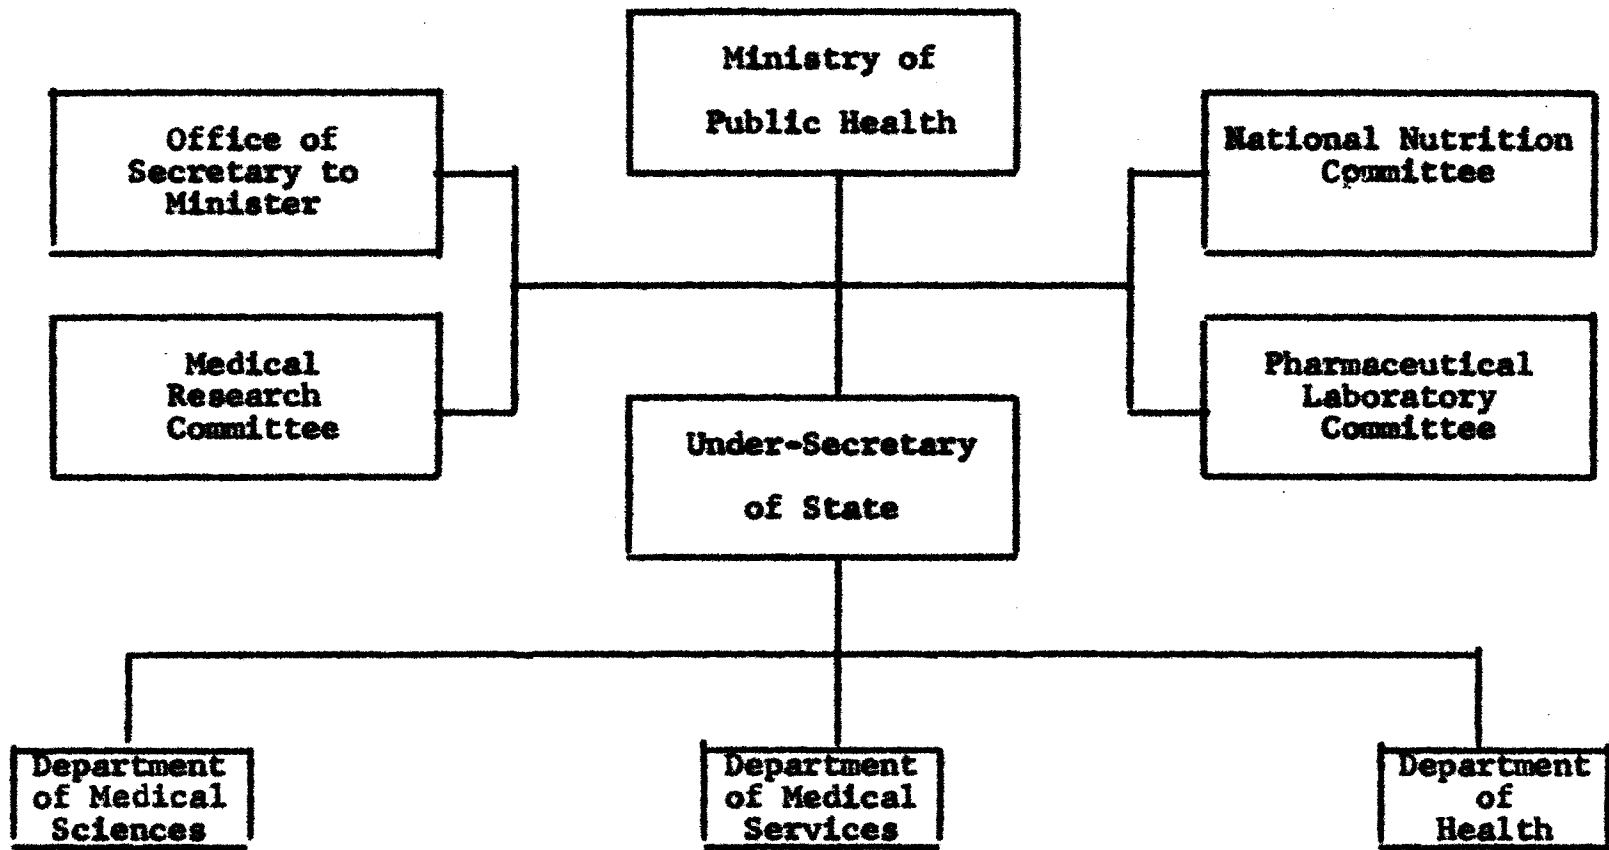 Ministry of
Public Health
Office of
Secretary to
Minister
National Nutrition
Committee
Medical
Research
Committee
Pharmaceutical
Laboratory
Committee
Under-Secretary
of State
Department
of Medical
Sciences
Department
of Medical
Services
Department
of
Health